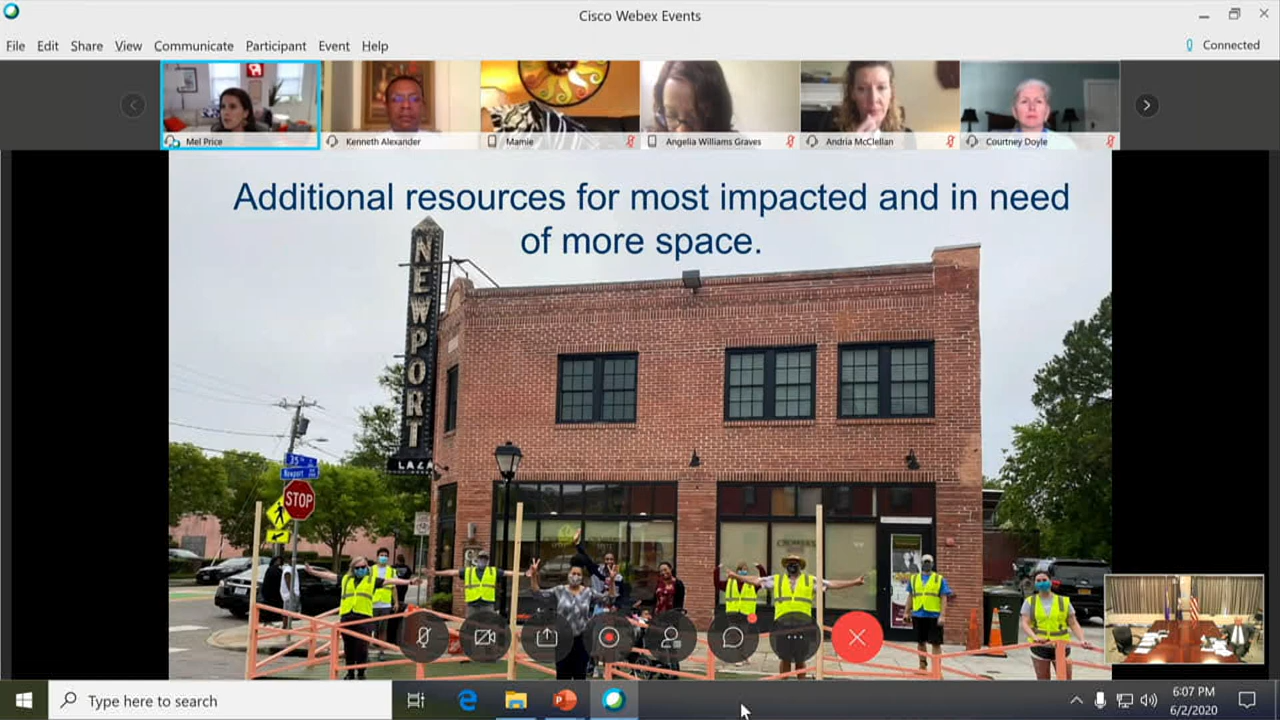 Cisco Webex Events
File Edit Share View Communicate Participant Event Help
Connected
Mel Price
Kenneth Alexander
Mamie
Angelia Williams Graves
Andria McClellan
Courtney Doyle
Additional resources for most impacted and in need
of more space.
NEWPORT
35th
Newport
STOP
Type here to search
6:07 PM
6/2/2020